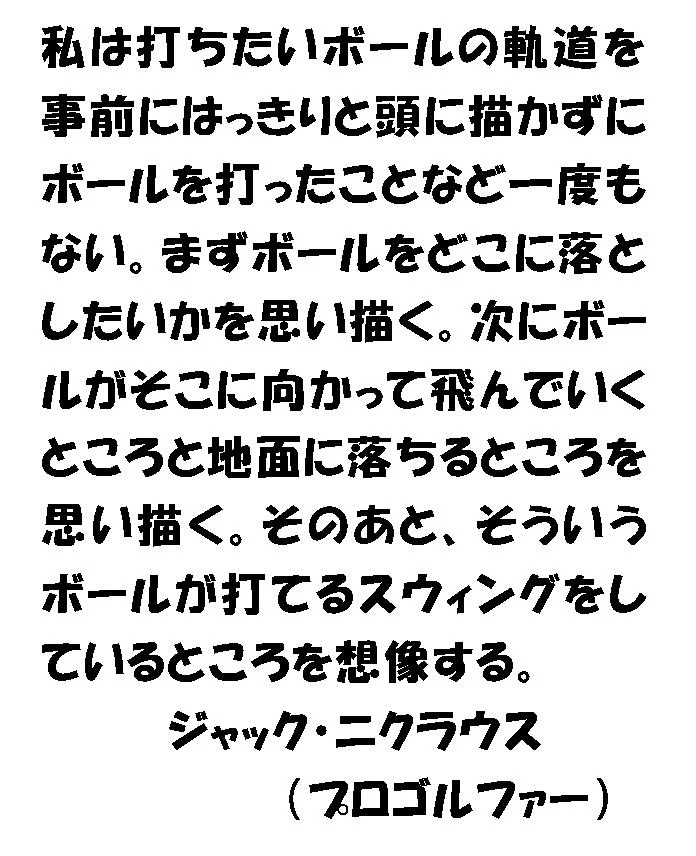 私は打ちたいボールの軌道を
事前にはっきりと頭に描かずに
ボールを打ったことなど一度も
ない。まずボールをどこに落と
したいかを思い描く。次にボー
ルがそこに向かって飛んでいく
ところと地面に落ちるところを
思い描く。そのあと、そういう
ボールが打てるスウィングをし
ているところを想像する。
ジャック・ニクラウス
（プロゴルファー）